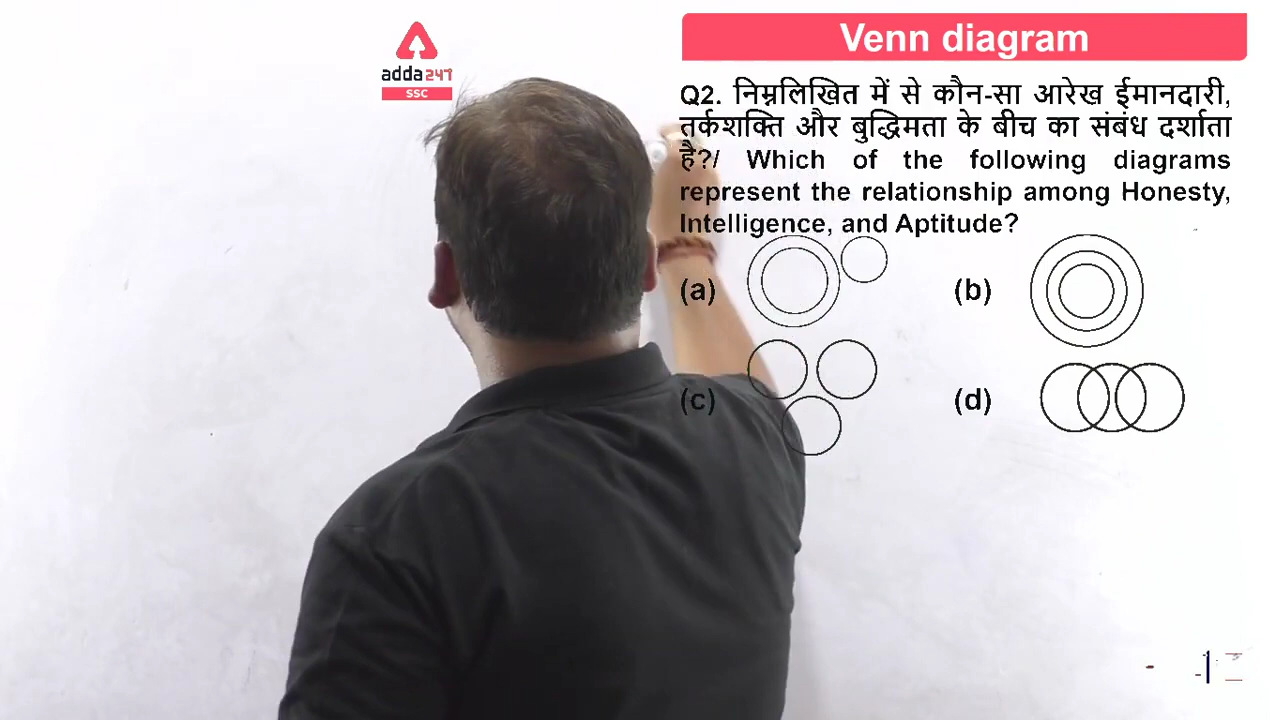 adda247
SSC
Venn diagram
Q2. निम्नलिखित में से कौन-सा आरेख ईमानदारी,
तर्कशक्ति और बुद्धिमता के बीच का संबंध दर्शाता
है?/ Which of the following diagrams
represent the relationship among Honesty,
Intelligence, and Aptitude?
(a)
(b)
(c)
(d)